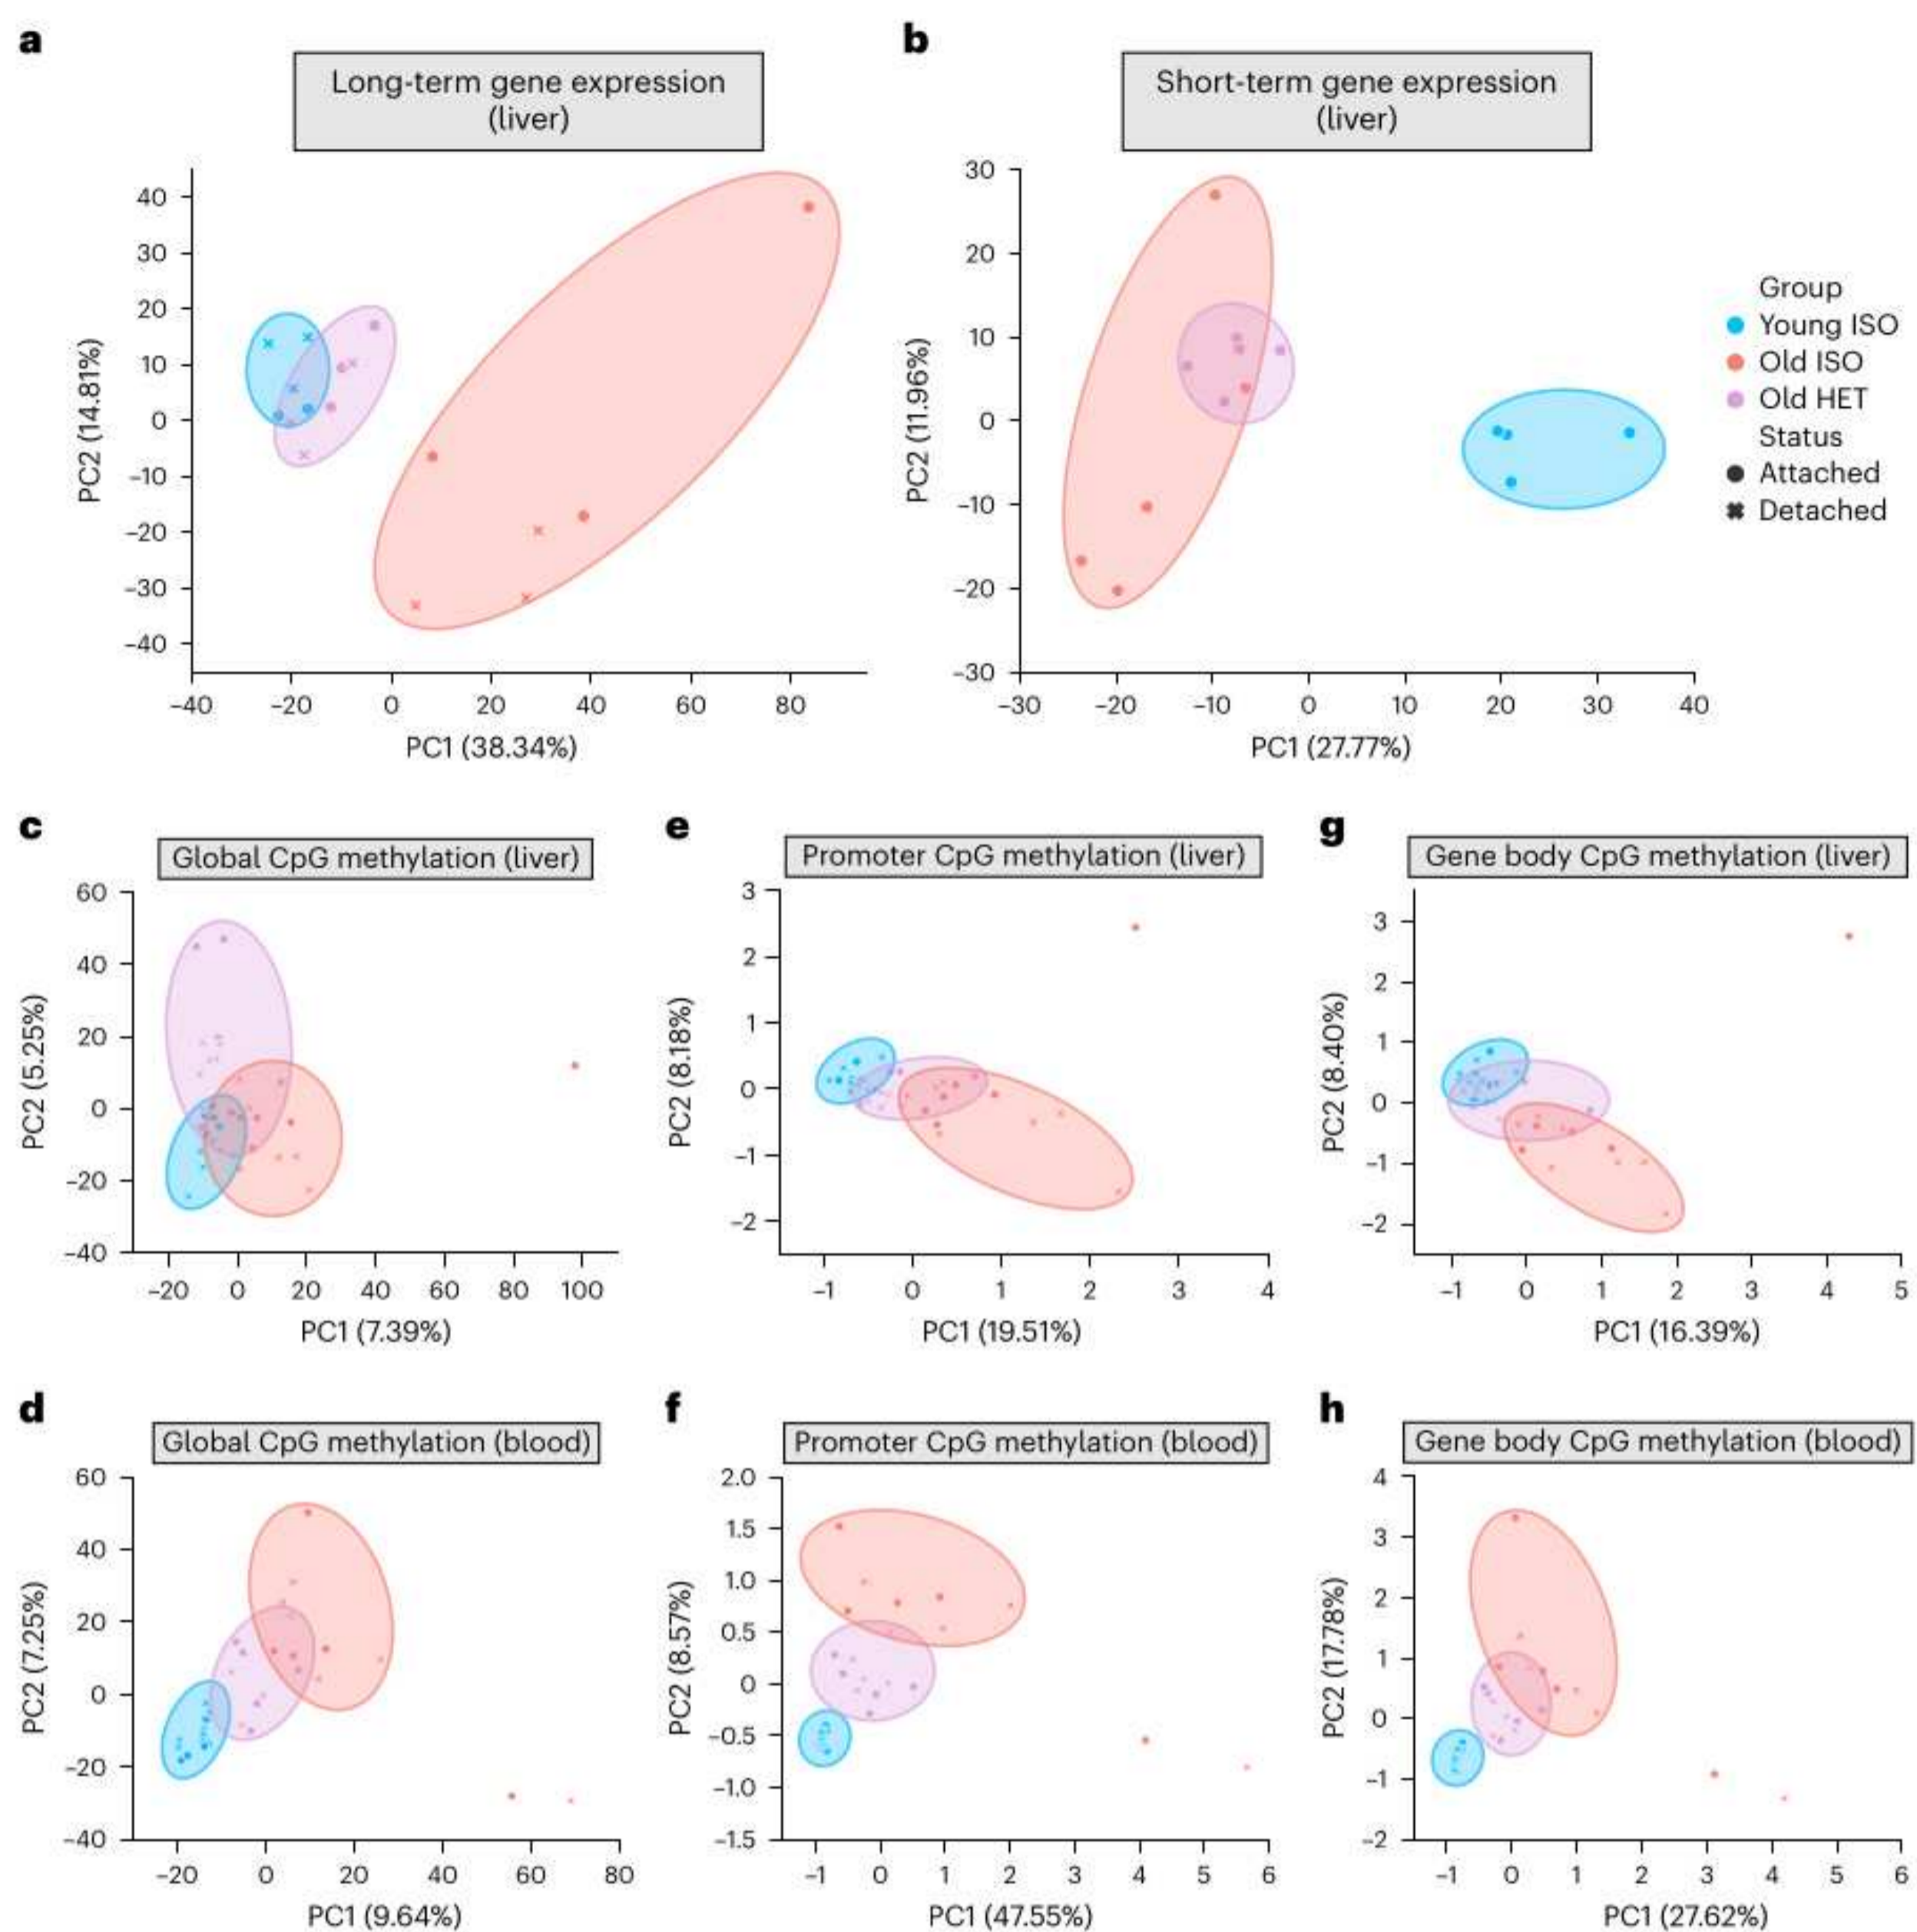 a
Long-term gene expression
(liver)
40
30
20
10
0
–10
–20
–30
–40
PC2 (14.81%)
–40 –20 0 20 40 60 80
PC1 (38.34%)
b
Short-term gene expression
(liver)
30
20
10
0
–10
–20
–30
PC2 (11.96%)
–30 –20 –10 0 10 20 30 40
PC1 (27.77%)
Group
Young ISO
Old ISO
Old HET
Status
Attached
Detached
c
Global CpG methylation (liver)
60
40
20
0
–20
–40
PC2 (5.25%)
–20 0 20 40 60 80 100
PC1 (7.39%)
e
Promoter CpG methylation (liver)
3
2
1
0
–1
–2
PC2 (8.18%)
–1 0 1 2 3 4
PC1 (19.51%)
g
Gene body CpG methylation (liver)
3
2
1
0
–1
–2
PC2 (8.40%)
–1 0 1 2 3 4 5
PC1 (16.39%)
d
Global CpG methylation (blood)
60
40
20
0
–20
–40
PC2 (7.25%)
–20 0 20 40 60 80
PC1 (9.64%)
f
Promoter CpG methylation (blood)
2.0
1.5
1.0
0.5
0
–0.5
–1.0
–1.5
PC2 (8.57%)
–1 0 1 2 3 4 5 6
PC1 (47.55%)
h
Gene body CpG methylation (blood)
4
3
2
1
0
–1
–2
PC2 (17.78%)
–1 0 1 2 3 4 5 6
PC1 (27.62%)